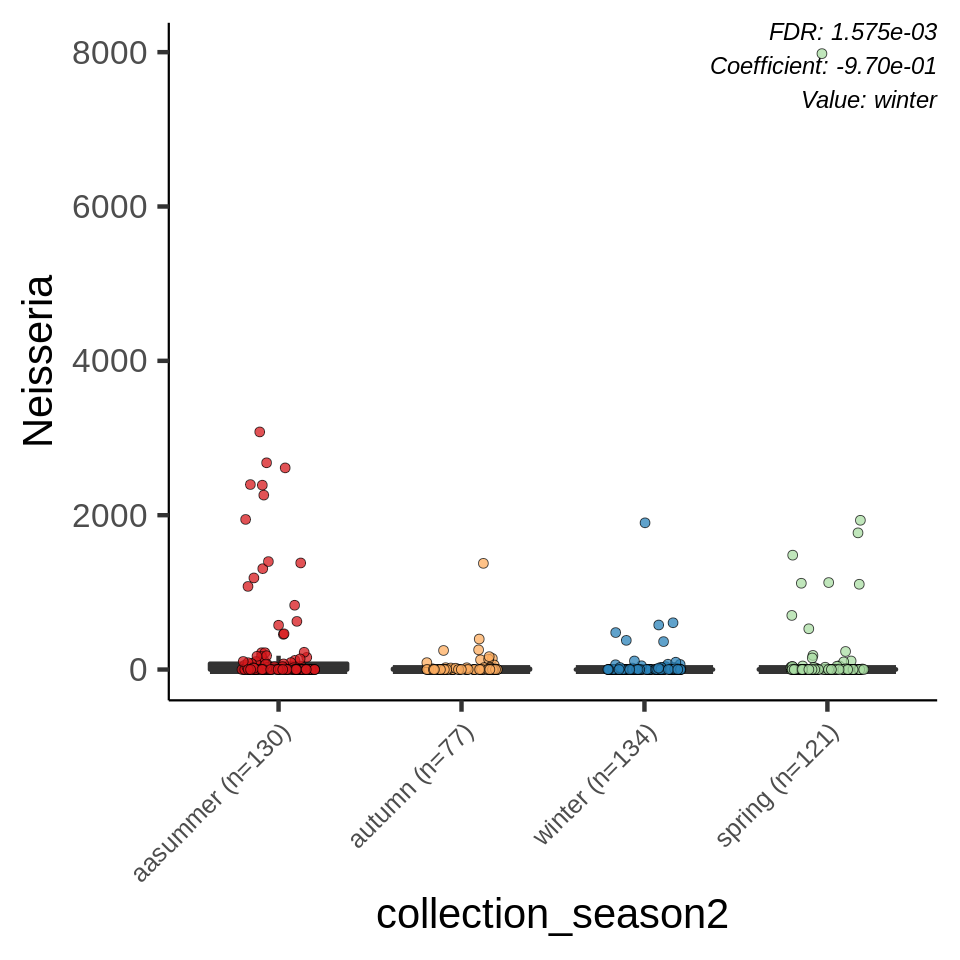 FDR: 1.575e-03
Coefficient: -9.70e-01
Value: winter
8000
6000
4000
2000
0
Neisseria
aasummer (n=130)
autumn (n=77)
winter (n=134)
spring (n=121)
collection_season2